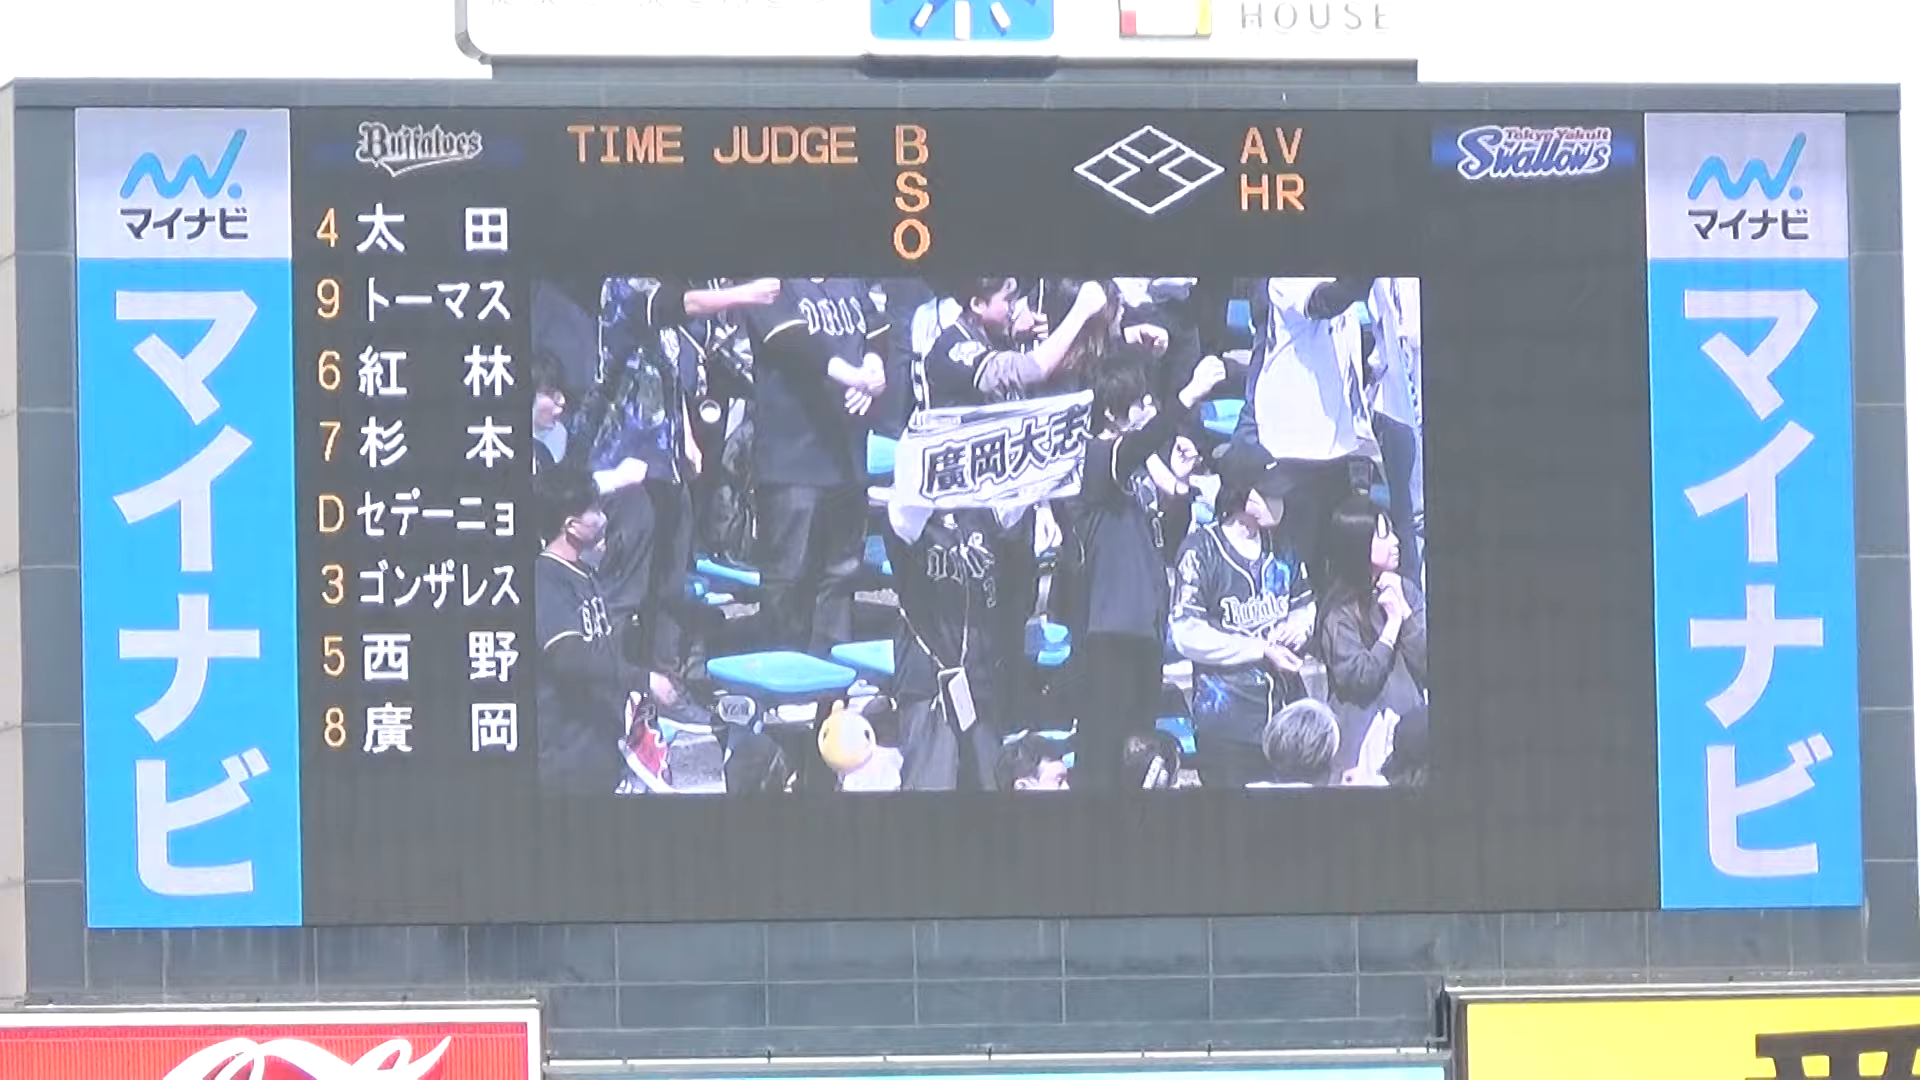 HOUSE
マイナビ
マイナビ
Buffaloes
TIME JUDGE
B
S
O
AV
HR
Tokyo Yakult
Swallows
マイナビ
マイナビ
4 太田
9 トーマス
6 紅林
7 杉本
D セデーニョ
3 ゴンザレス
5 西野
8 廣岡
廣岡大志
Buffalo